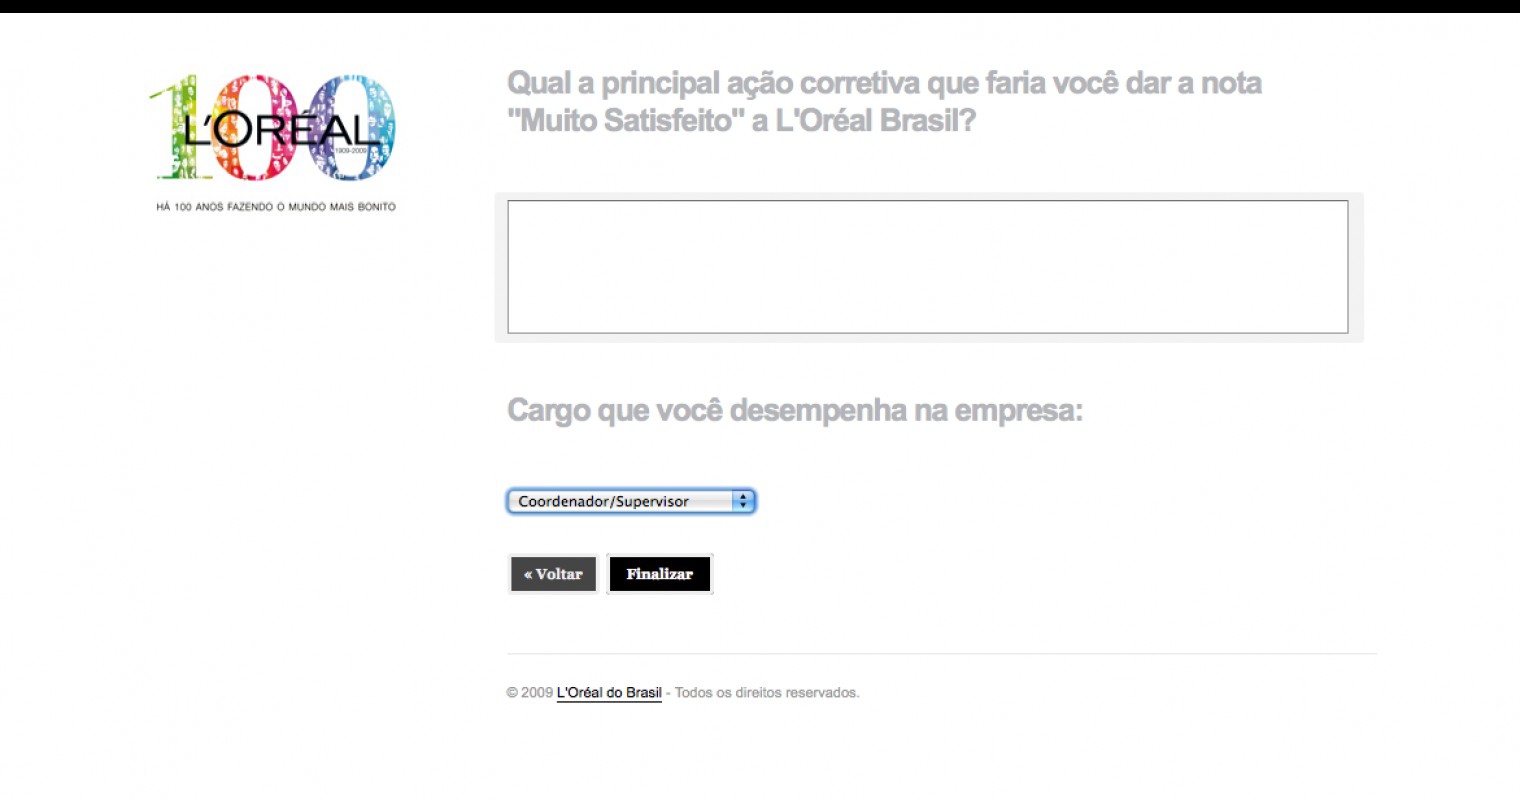 100
L'ORÉAL
1909-2009
HÁ 100 ANOS FAZENDO O MUNDO MAIS BONITO
Qual a principal ação corretiva que faria você dar a nota
"Muito Satisfeito" a L'Oréal Brasil?
Cargo que você desempenha na empresa:
Coordenador/Supervisor
« Voltar
Finalizar
© 2009 L'Oréal do Brasil - Todos os direitos reservados.